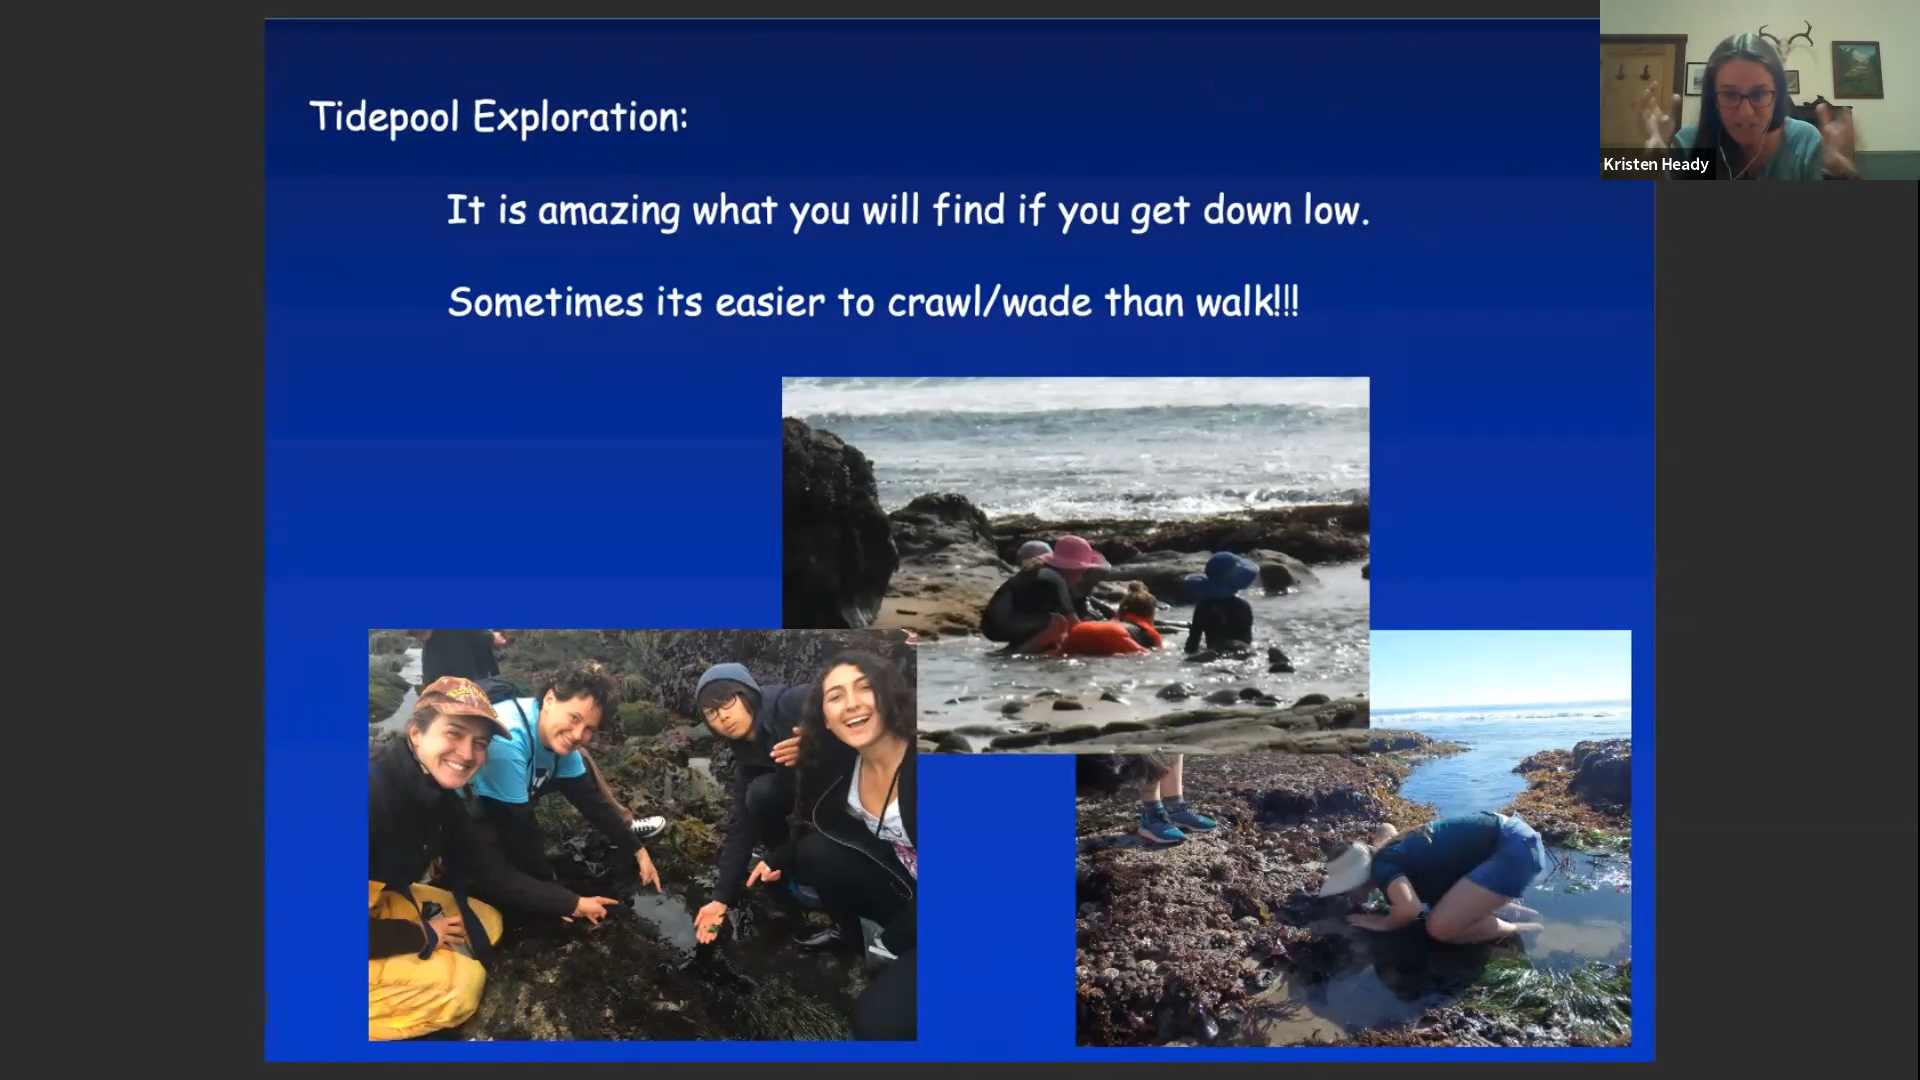 Tidepool Exploration:
It is amazing what you will find if you get down low.
Sometimes its easier to crawl/wade than walk!!!
Kristen Heady